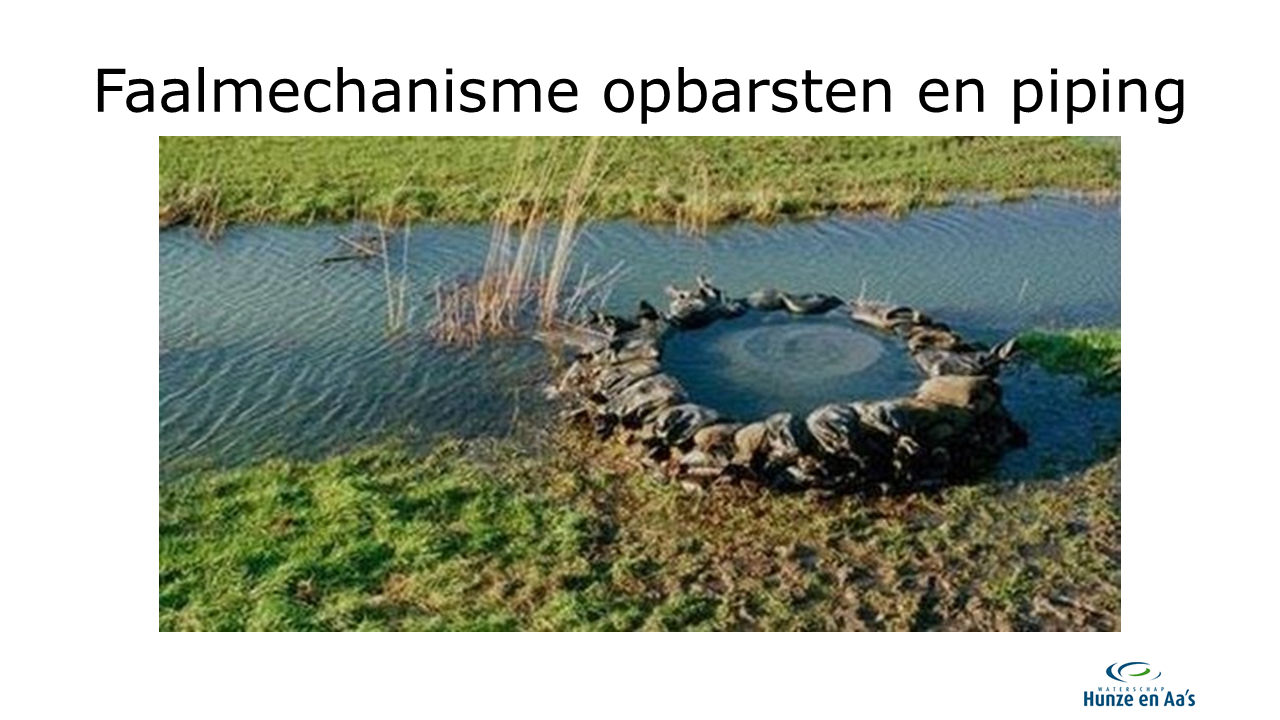 Faalmechanisme opbarsten en piping
WATERSCHAP
Hunze en Aa's